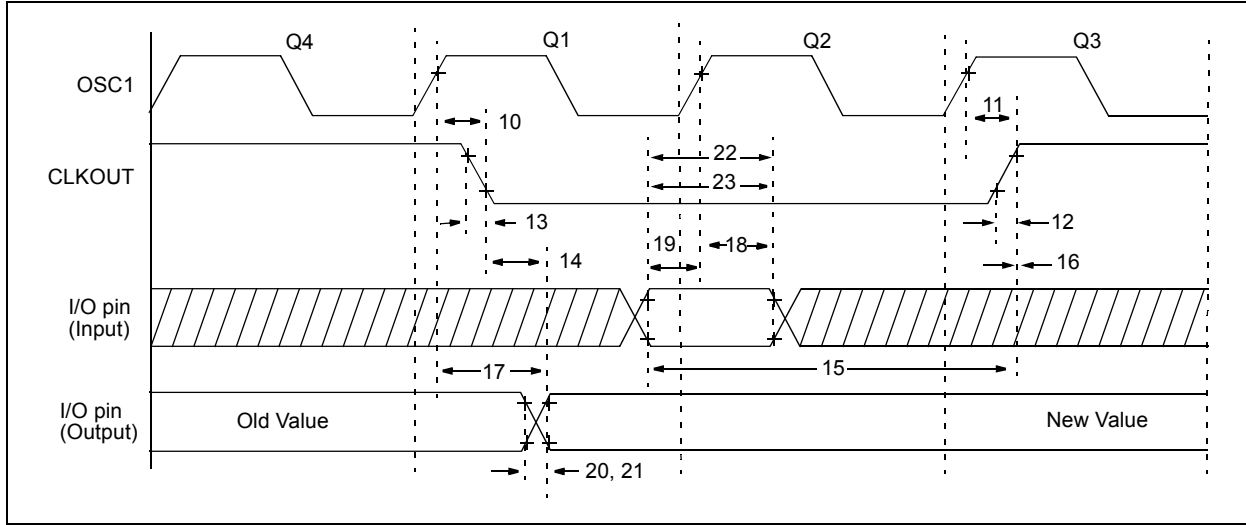 Q4 Q1 Q2 Q3
OSC1
10 11
CLKOUT
22
23
13 12
14 19 18 16
I/O pin
(Input)
17 15
I/O pin
(Output)
Old Value New Value
20, 21